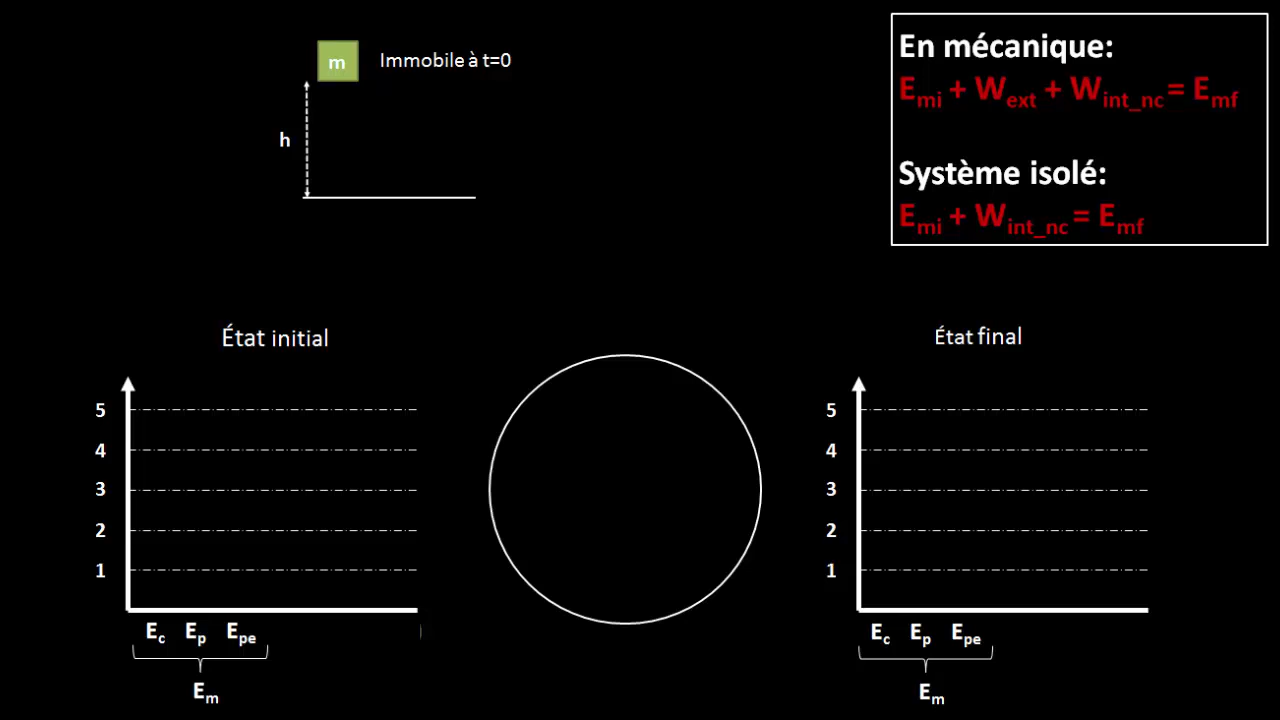 m
Immobile à t=0
h
En mécanique:
Emi + Wext + Wint_nc = Emf
Système isolé:
Emi + Wint_nc = Emf
État initial
5
4
3
2
1
Ec Ep Epe
Em
État final
5
4
3
2
1
Ec Ep Epe
Em